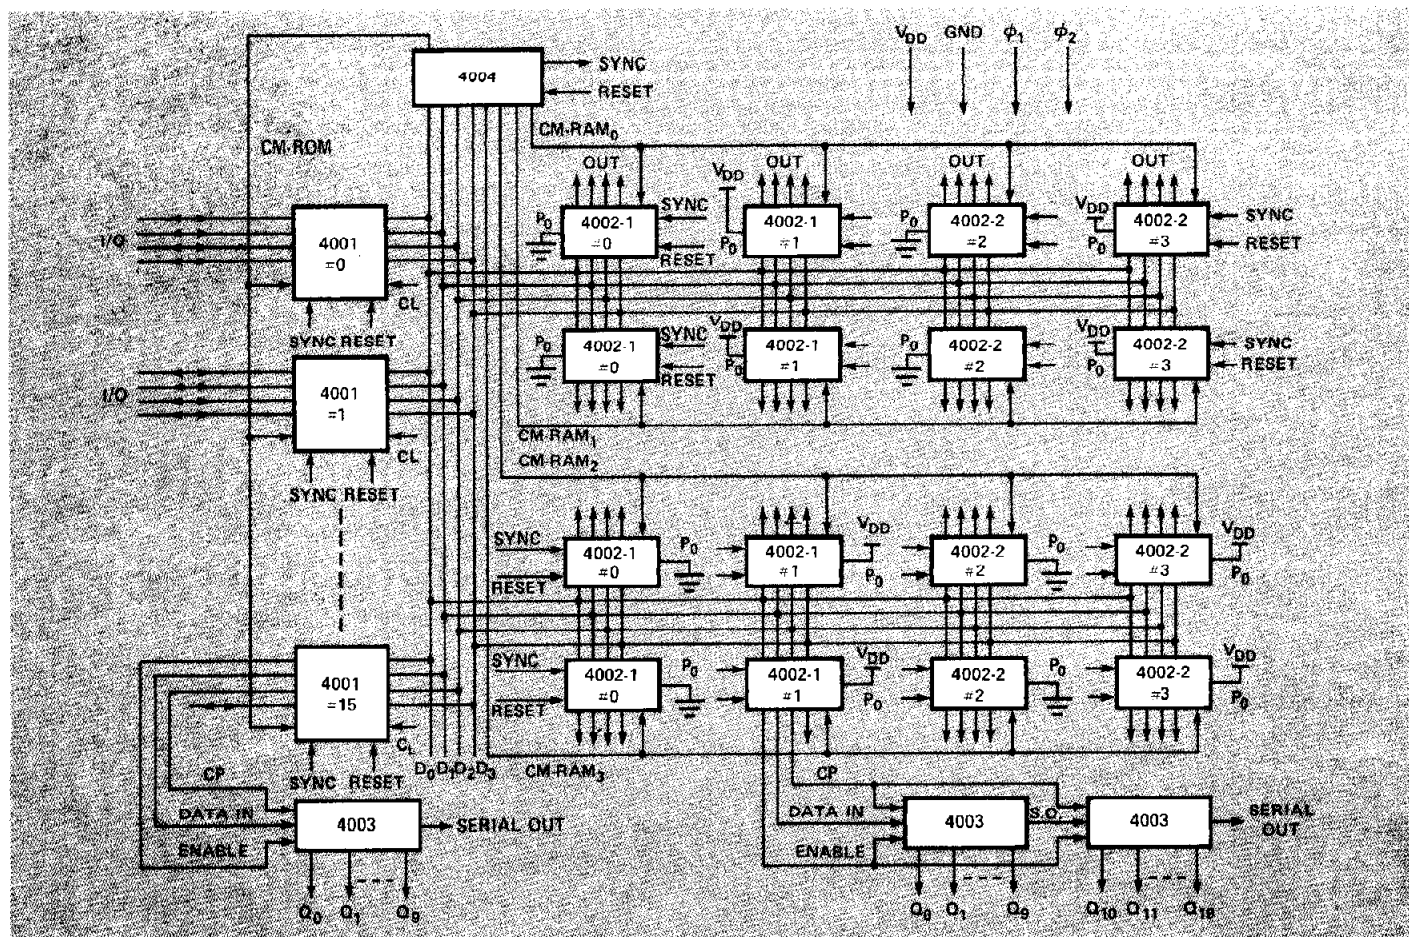 V_DD GND ϕ₁ ϕ₂
4004
SYNC
RESET
CM-ROM
CM-RAM₀
OUT
OUT
OUT
OUT
V_DD
V_DD
P₀
4002-1
=0
SYNC
RESET
P₀
4002-1
=1
P₀
4002-2
=2
P₀
4002-2
=3
SYNC
RESET
I/O
4001
=0
CL
SYNC RESET
P₀
4002-1
=0
SYNC
RESET
V_DD
P₀
4002-1
=1
P₀
4002-2
=2
V_DD
P₀
4002-2
=3
SYNC
RESET
I/O
4001
=1
CL
SYNC RESET
CM-RAM₁
CM-RAM₂
SYNC
RESET
4002-1
=0
P₀
4002-1
=1
V_DD
P₀
4002-2
=2
P₀
4002-2
=3
V_DD
P₀
4001
=15
C_L
SYNC RESET
SYNC
RESET
4002-1
=0
P₀
4002-1
=1
V_DD
P₀
4002-2
=2
P₀
4002-2
=3
V_DD
P₀
D₀ D₁ D₂ D₃
CM-RAM₃
CP
DATA IN
ENABLE
4003
SERIAL OUT
Q₀ Q₁ Q₉
CP
DATA IN
ENABLE
4003
S.O.
4003
SERIAL
OUT
Q₀ Q₁ Q₉
Q₁₀ Q₁₁ Q₁₉